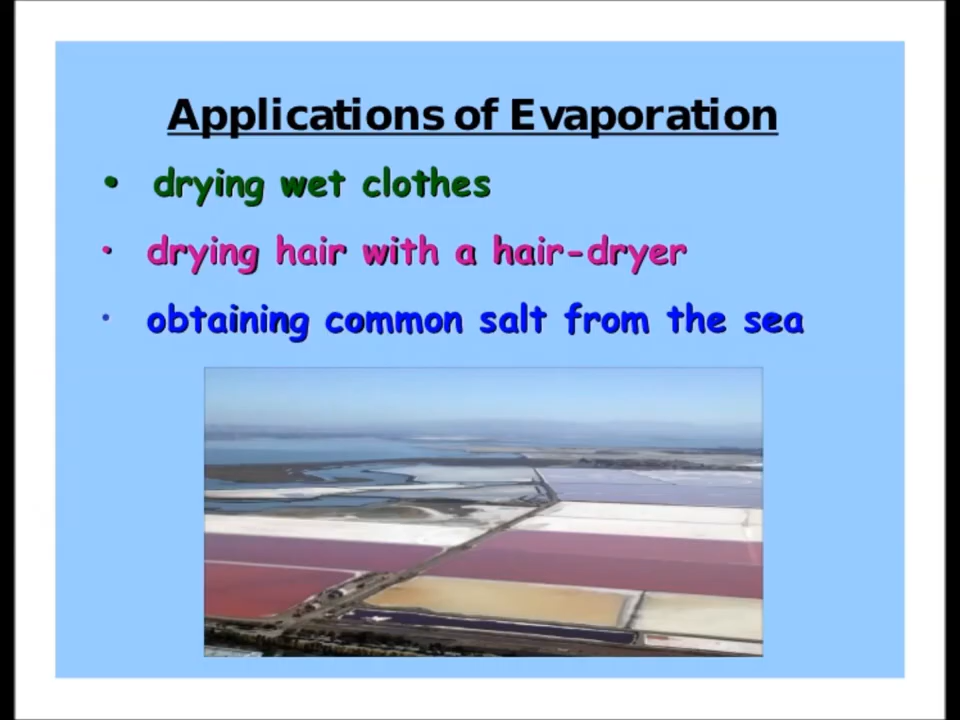 Applications of Evaporation
• drying wet clothes
• drying hair with a hair-dryer
• obtaining common salt from the sea